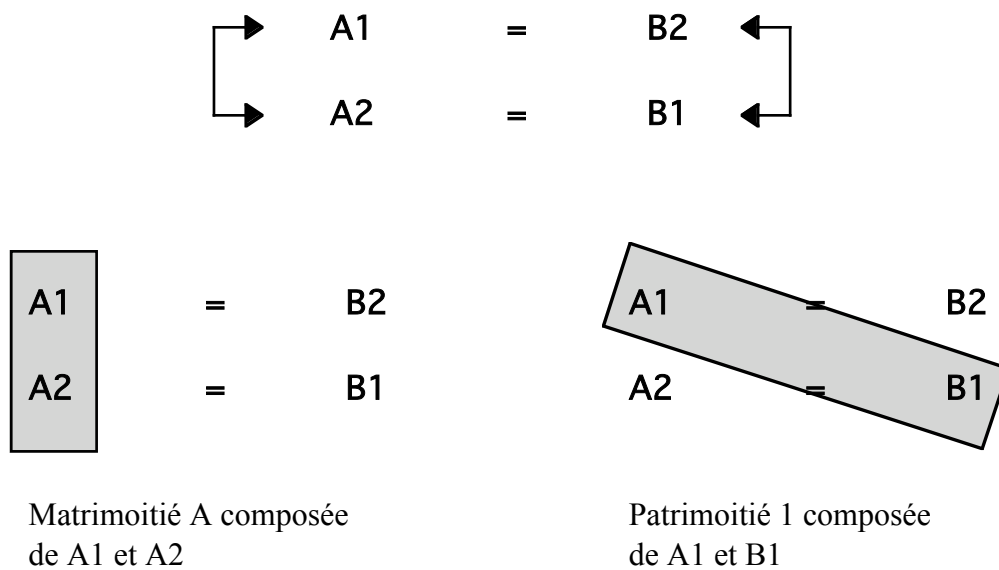 A1 = B2
A2 = B1
A1 = B2
A2 = B1
A1 = B2
A2 = B1
Matrimoitié A composée
de A1 et A2
Patrimoitié 1 composée
de A1 et B1